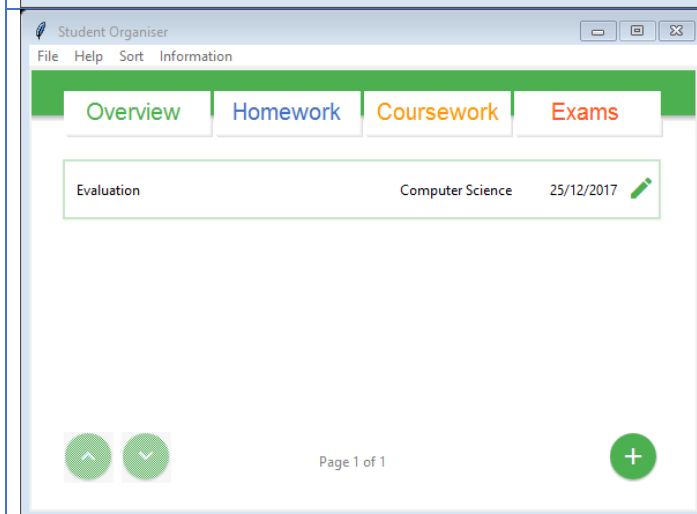 Student Organiser
File Help Sort Information
Overview Homework Coursework Exams
Evaluation Computer Science 25/12/2017
Page 1 of 1